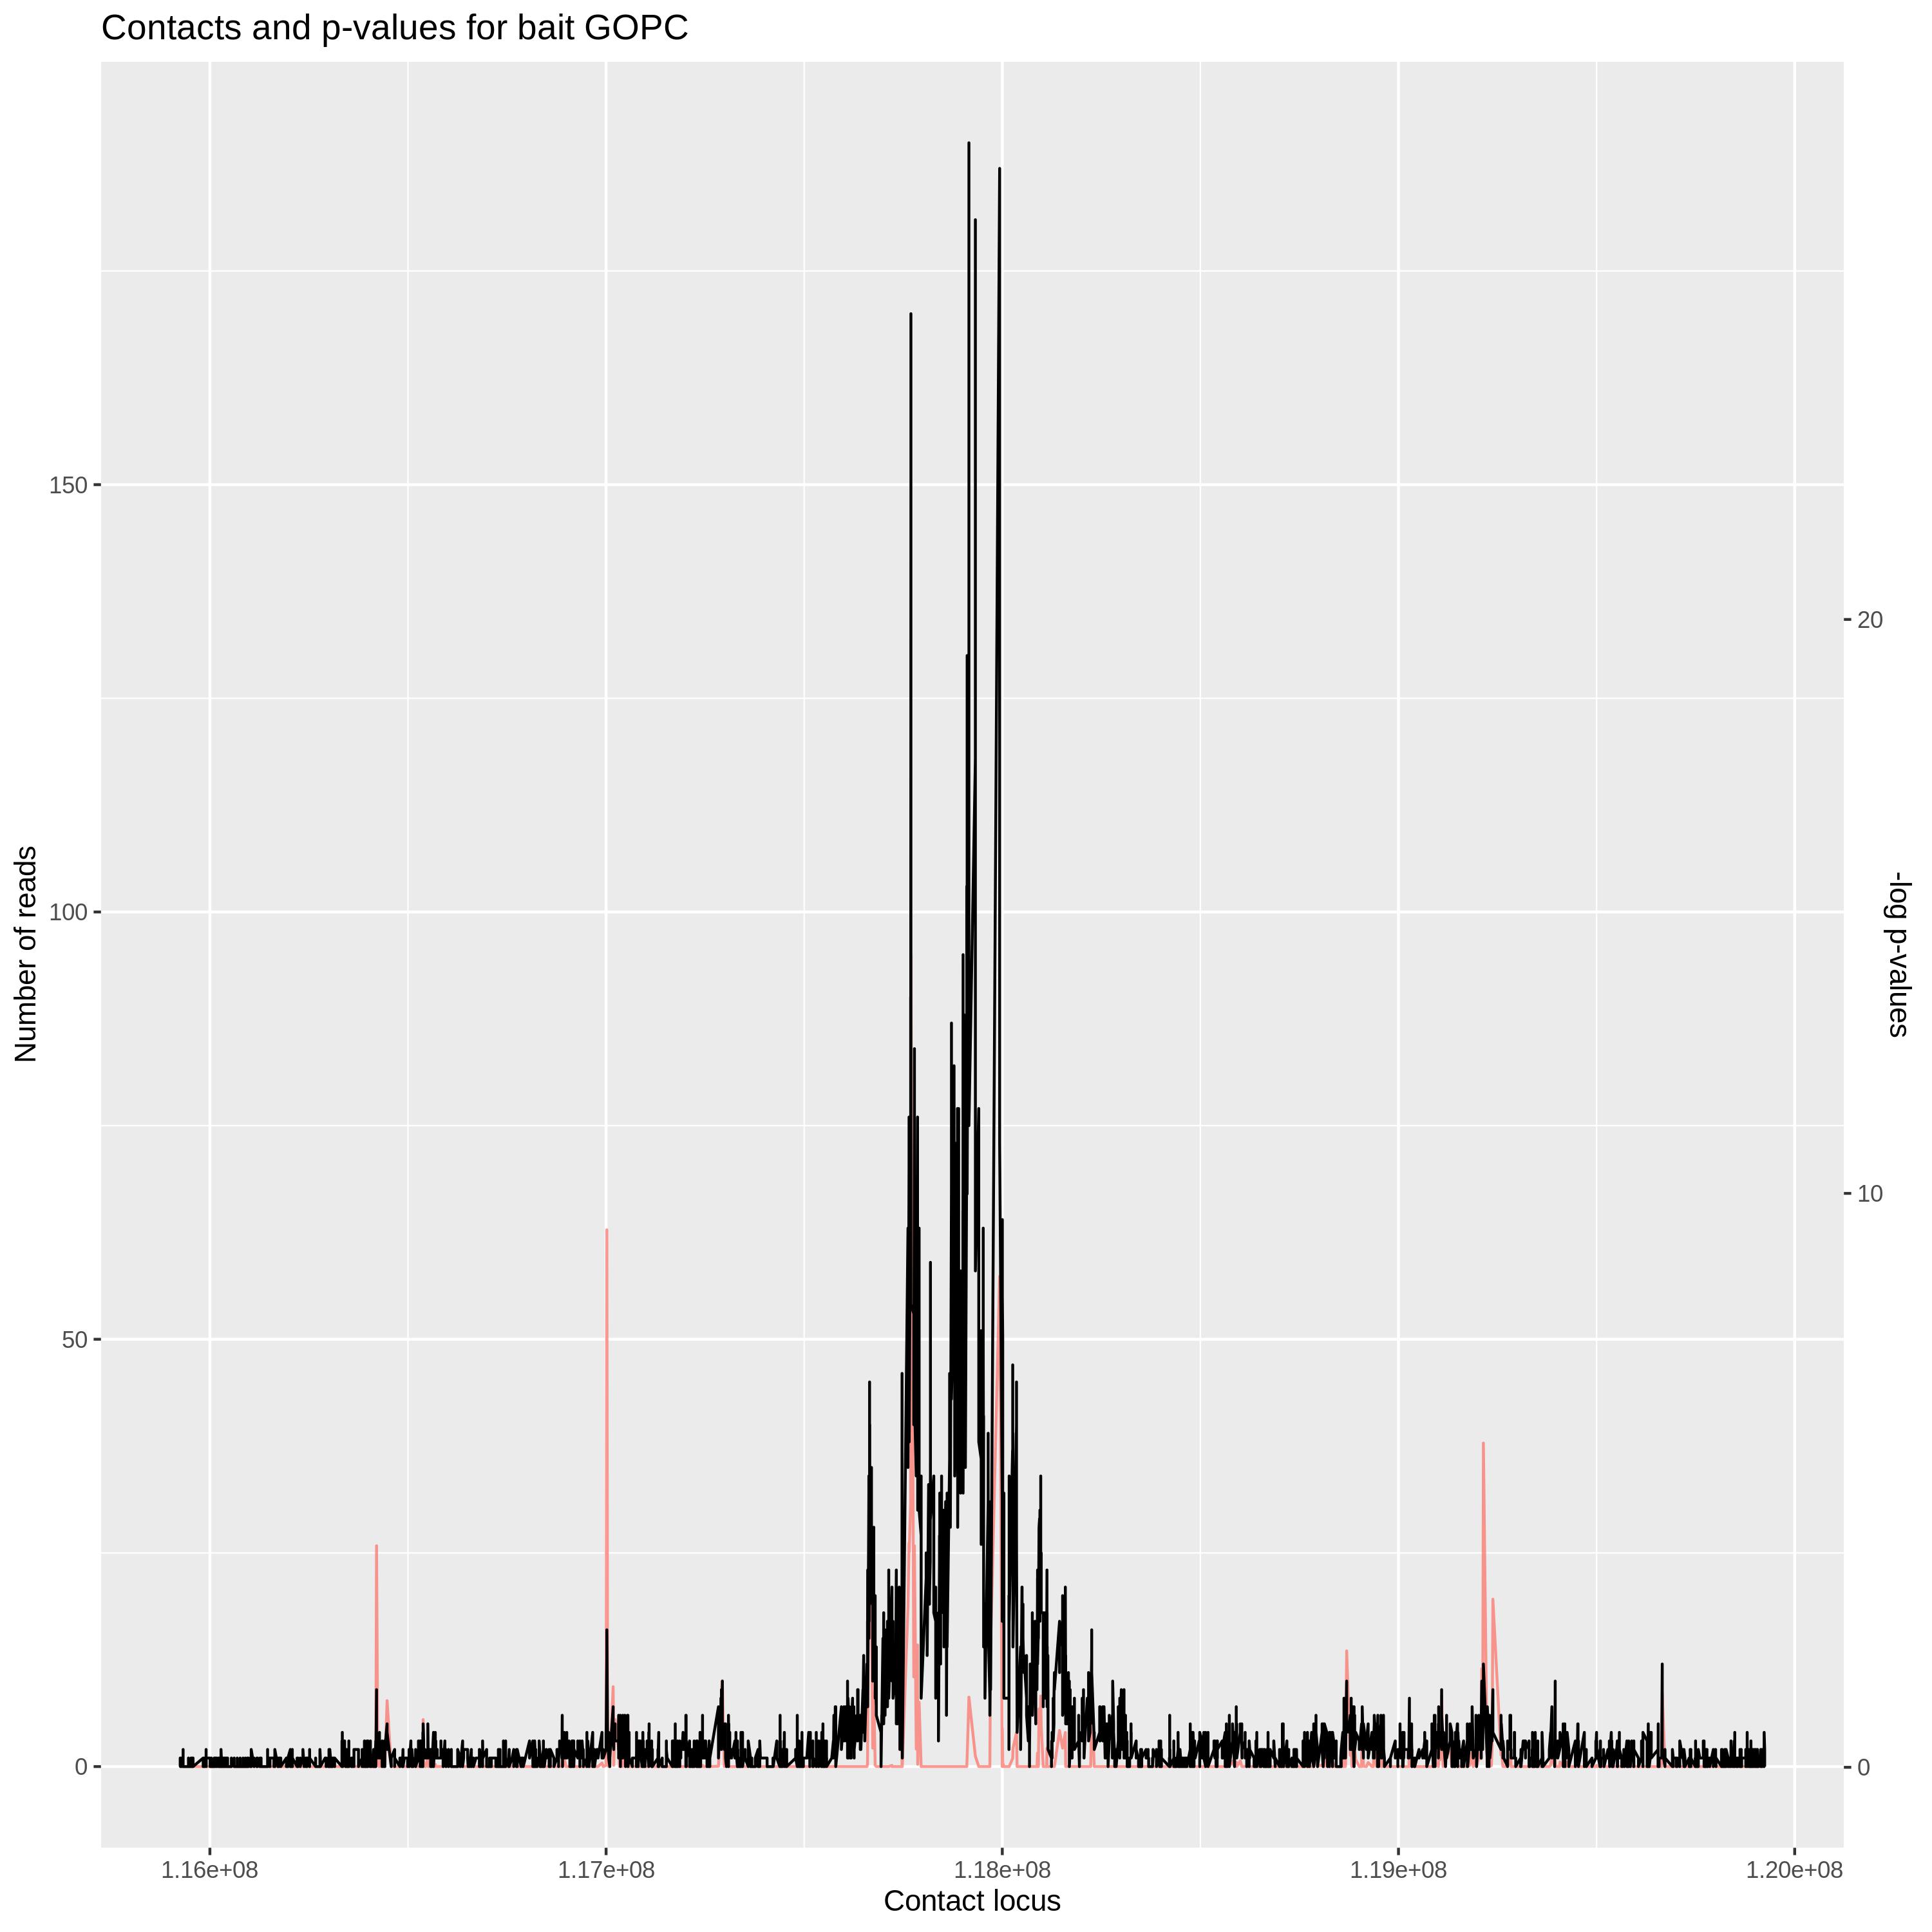 Contacts and p-values for bait GOPC
Number of reads
150
100
50
0
20
10
0
-log p-values
1.16e+08
1.17e+08
1.18e+08
1.19e+08
1.20e+08
Contact locus